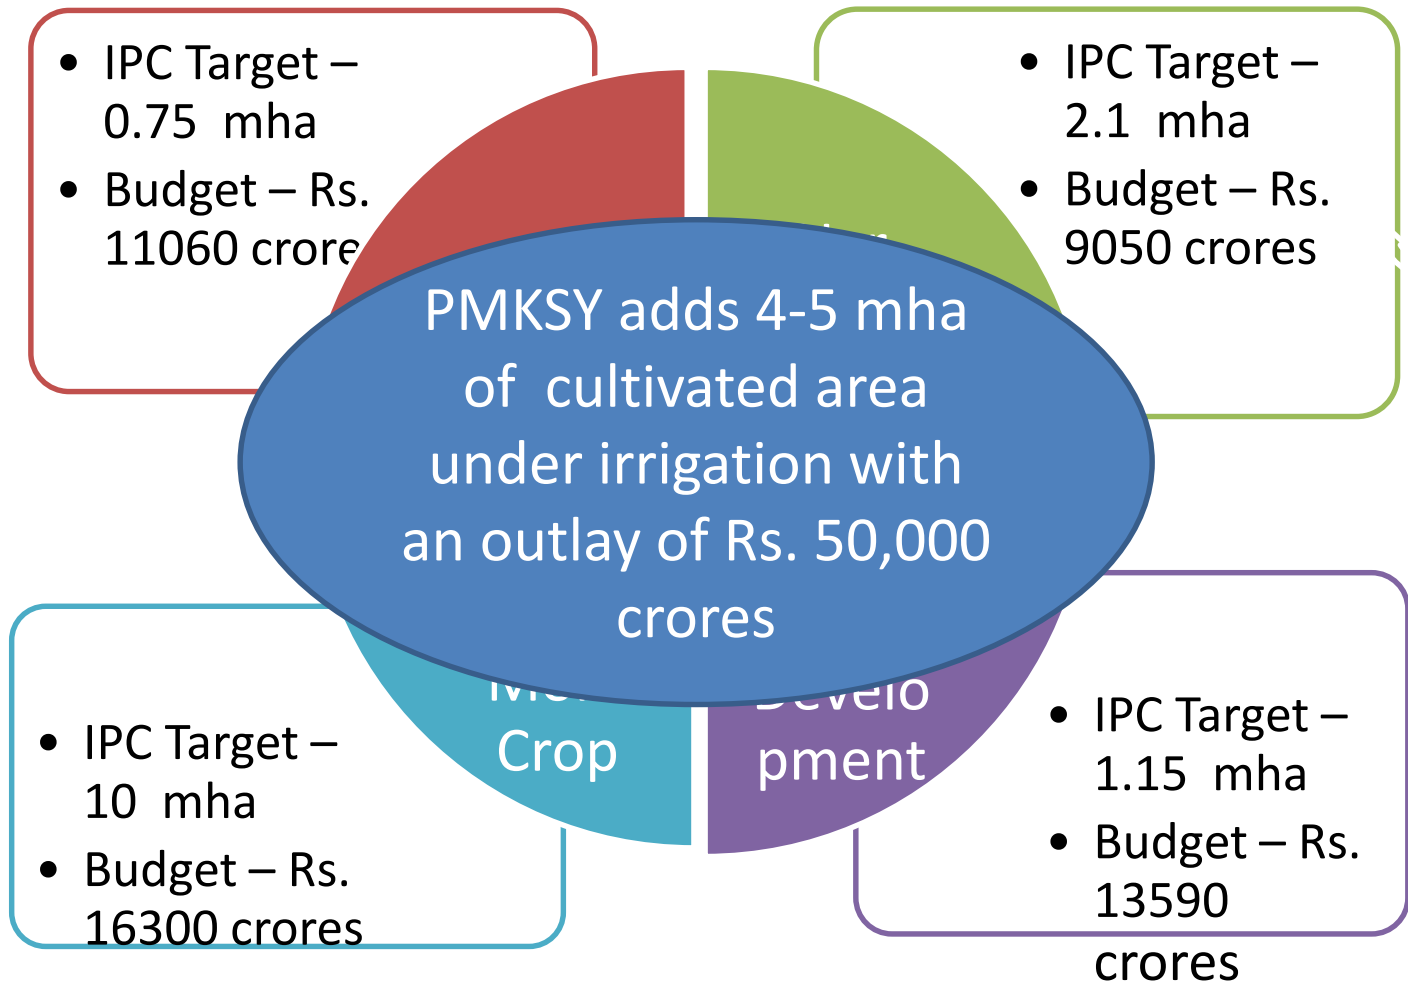 • IPC Target –
0.75 mha
• Budget – Rs.
11060 crore
• IPC Target –
2.1 mha
• Budget – Rs.
9050 crores
PMKSY adds 4-5 mha
of cultivated area
under irrigation with
an outlay of Rs. 50,000
crores
Crop
Develo
pment
• IPC Target –
10 mha
• Budget – Rs.
16300 crores
• IPC Target –
1.15 mha
• Budget – Rs.
13590
crores